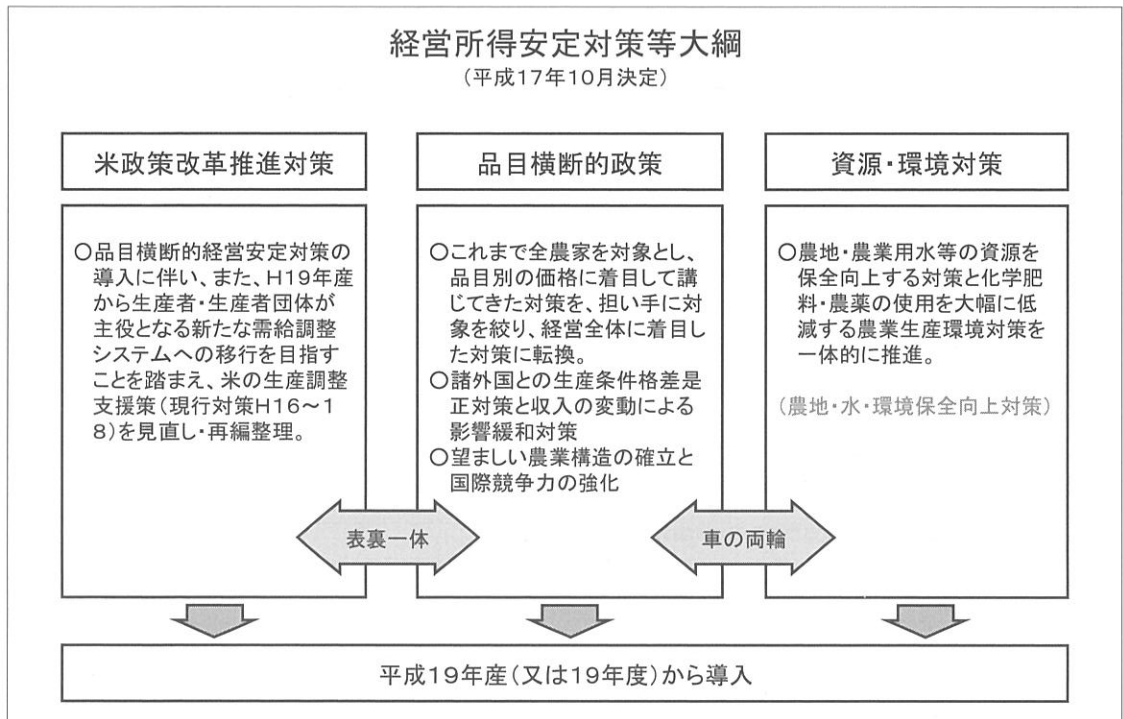 経営所得安定対策等大綱
(平成17年10月決定)
米政策改革推進対策
○品目横断的経営安定対策の
導入に伴い、また、H19年産
から生産者・生産者団体が
主役となる新たな需給調整
システムへの移行を目指す
ことを踏まえ、米の生産調整
支援策(現行対策H16~1
8)を見直し・再編整理。
品目横断的政策
○これまで全農家を対象とし、
品目別の価格に着目して講
じてきた対策を、担い手に対
象を絞り、経営全体に着目し
た対策に転換。
○諸外国との生産条件格差是
正対策と収入の変動による
影響緩和対策
○望ましい農業構造の確立と
国際競争力の強化
資源・環境対策
○農地・農業用水等の資源を
保全向上する対策と化学肥
料・農薬の使用を大幅に低
減する農業生産環境対策を
一体的に推進。
(農地・水・環境保全向上対策)
表裏一体
車の両輪
平成19年産(又は19年度)から導入